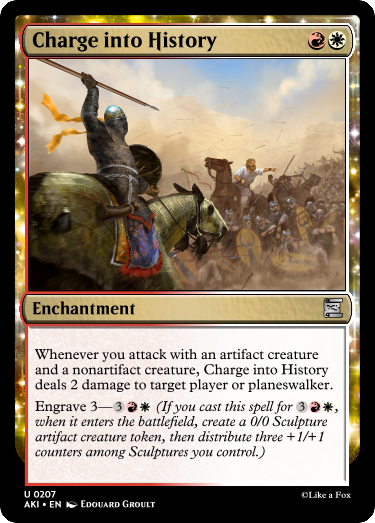 Charge into History
Enchantment
Whenever you attack with an artifact creature
and a nonartifact creature, Charge into History
deals 2 damage to target player or planeswalker.
Engrave 3—3RW (If you cast this spell for 3RW,
when it enters the battlefield, create a 0/0 Sculpture
artifact creature token, then distribute three +1/+1
counters among Sculptures you control.)
U 0207
AKI • EN Edouard Groult
©Like a Fox